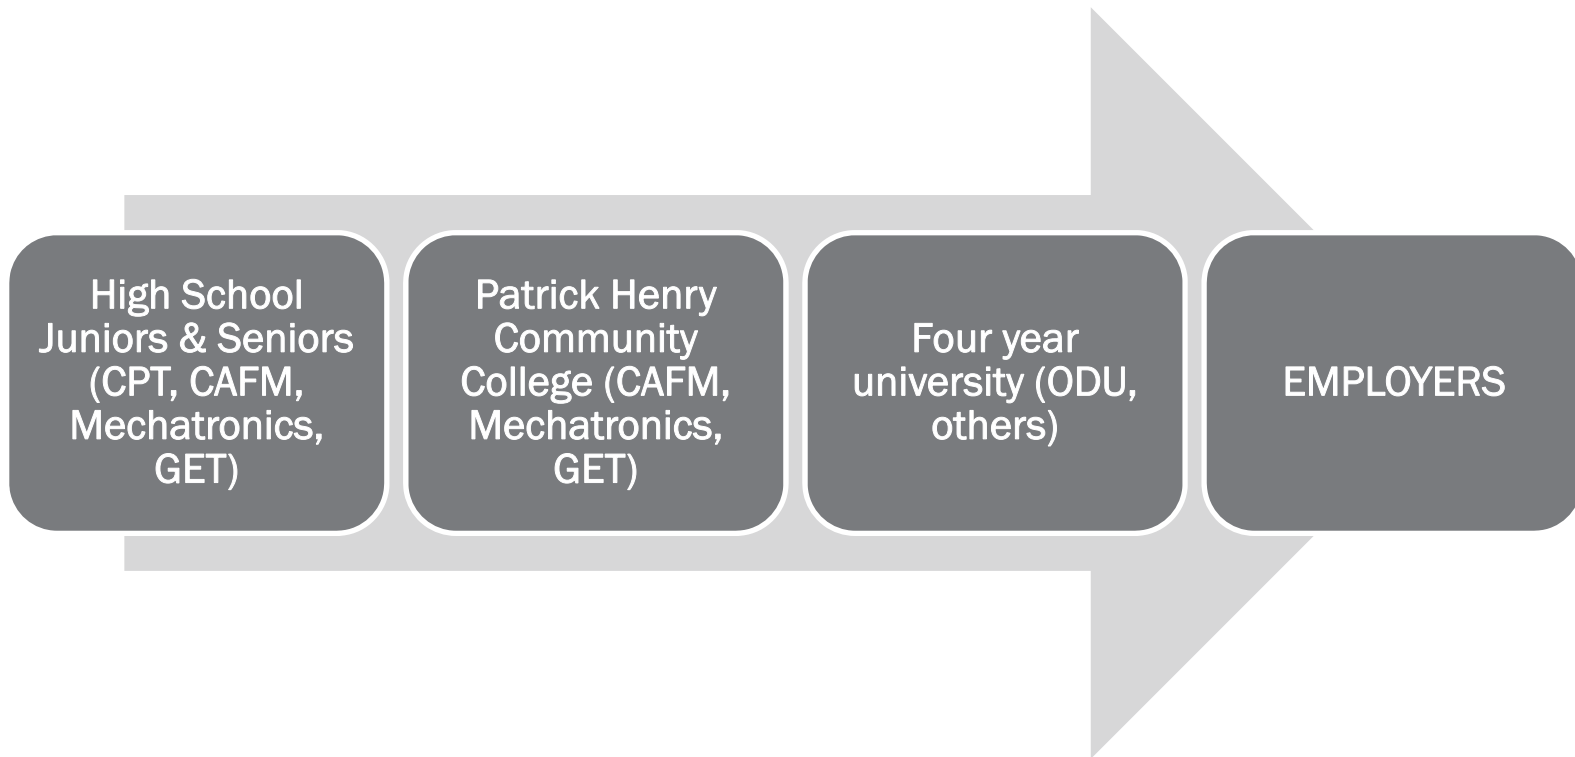 High School
Juniors & Seniors
(CPT, CAFM,
Mechatronics,
GET)
Patrick Henry
Community
College (CAFM,
Mechatronics,
GET)
Four year
university (ODU,
others)
EMPLOYERS